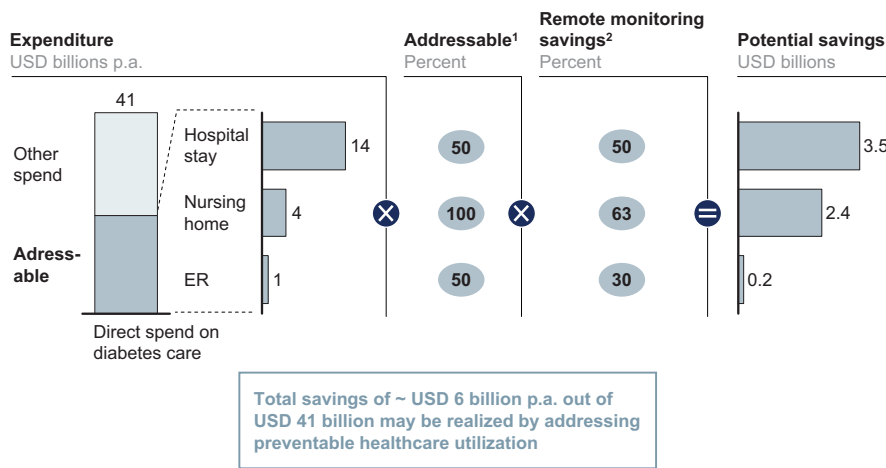 Expenditure
USD billions p.a.
Addressable¹
Percent
Remote monitoring
savings²
Percent
Potential savings
USD billions
41
Other
spend
Adress-
able
Direct spend on
diabetes care
Hospital
stay
14
50
50
3.5
Nursing
home
4
×
100
×
63
=
2.4
ER
1
50
30
0.2
Total savings of ~ USD 6 billion p.a. out of
USD 41 billion may be realized by addressing
preventable healthcare utilization